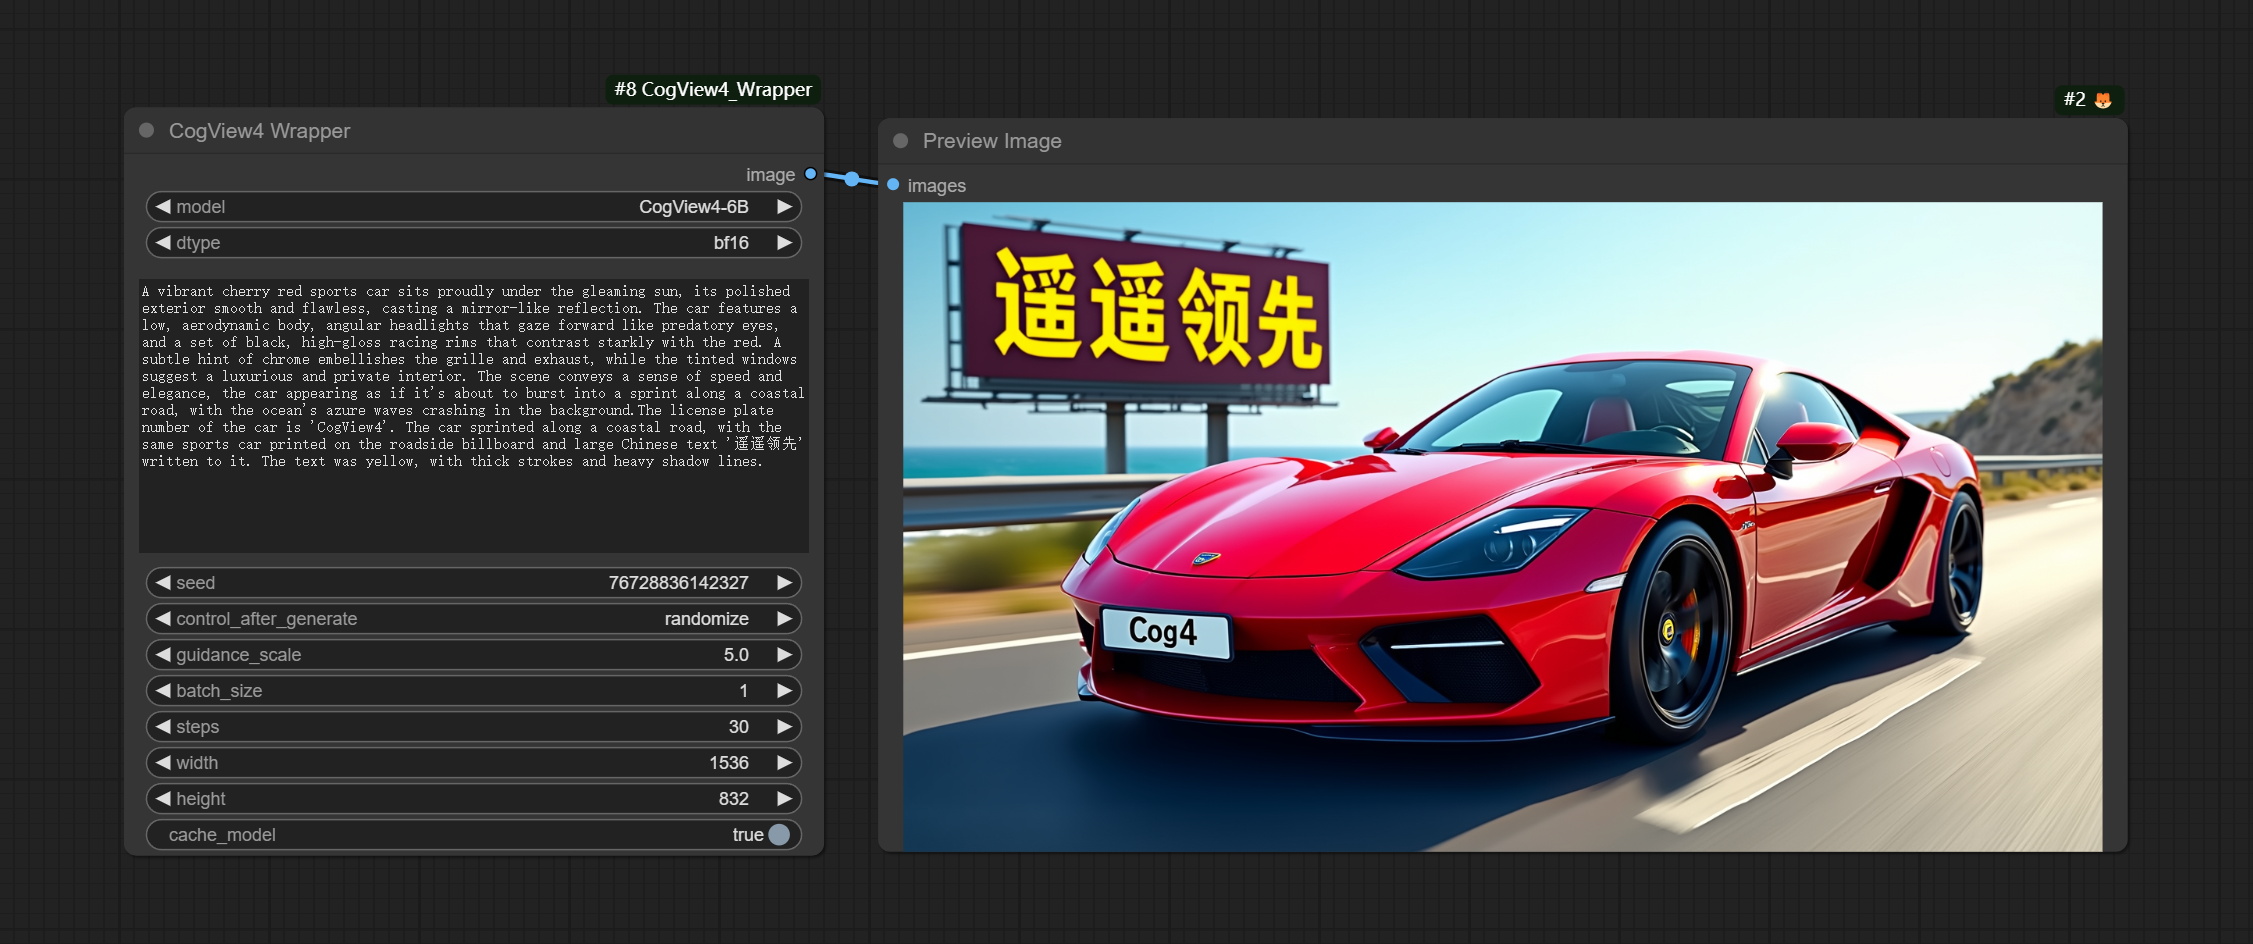 #8 CogView4_Wrapper
CogView4 Wrapper
image
model CogView4-6B
dtype bf16
A vibrant cherry red sports car sits proudly under the gleaming sun, its polished
exterior smooth and flawless, casting a mirror-like reflection. The car features a
low, aerodynamic body, angular headlights that gaze forward like predatory eyes,
and a set of black, high-gloss racing rims that contrast starkly with the red. A
subtle hint of chrome embellishes the grille and exhaust, while the tinted windows
suggest a luxurious and private interior. The scene conveys a sense of speed and
elegance, the car appearing as if it's about to burst into a sprint along a coastal
road, with the ocean's azure waves crashing in the background.The license plate
number of the car is 'CogView4'. The car sprinted along a coastal road, with the
same sports car printed on the roadside billboard and large Chinese text '遥遥领先'
written to it. The text was yellow, with thick strokes and heavy shadow lines.
seed 76728836142327
control_after_generate randomize
guidance_scale 5.0
batch_size 1
steps 30
width 1536
height 832
cache_model true
#2
Preview Image
images
遥遥领先
Cog4